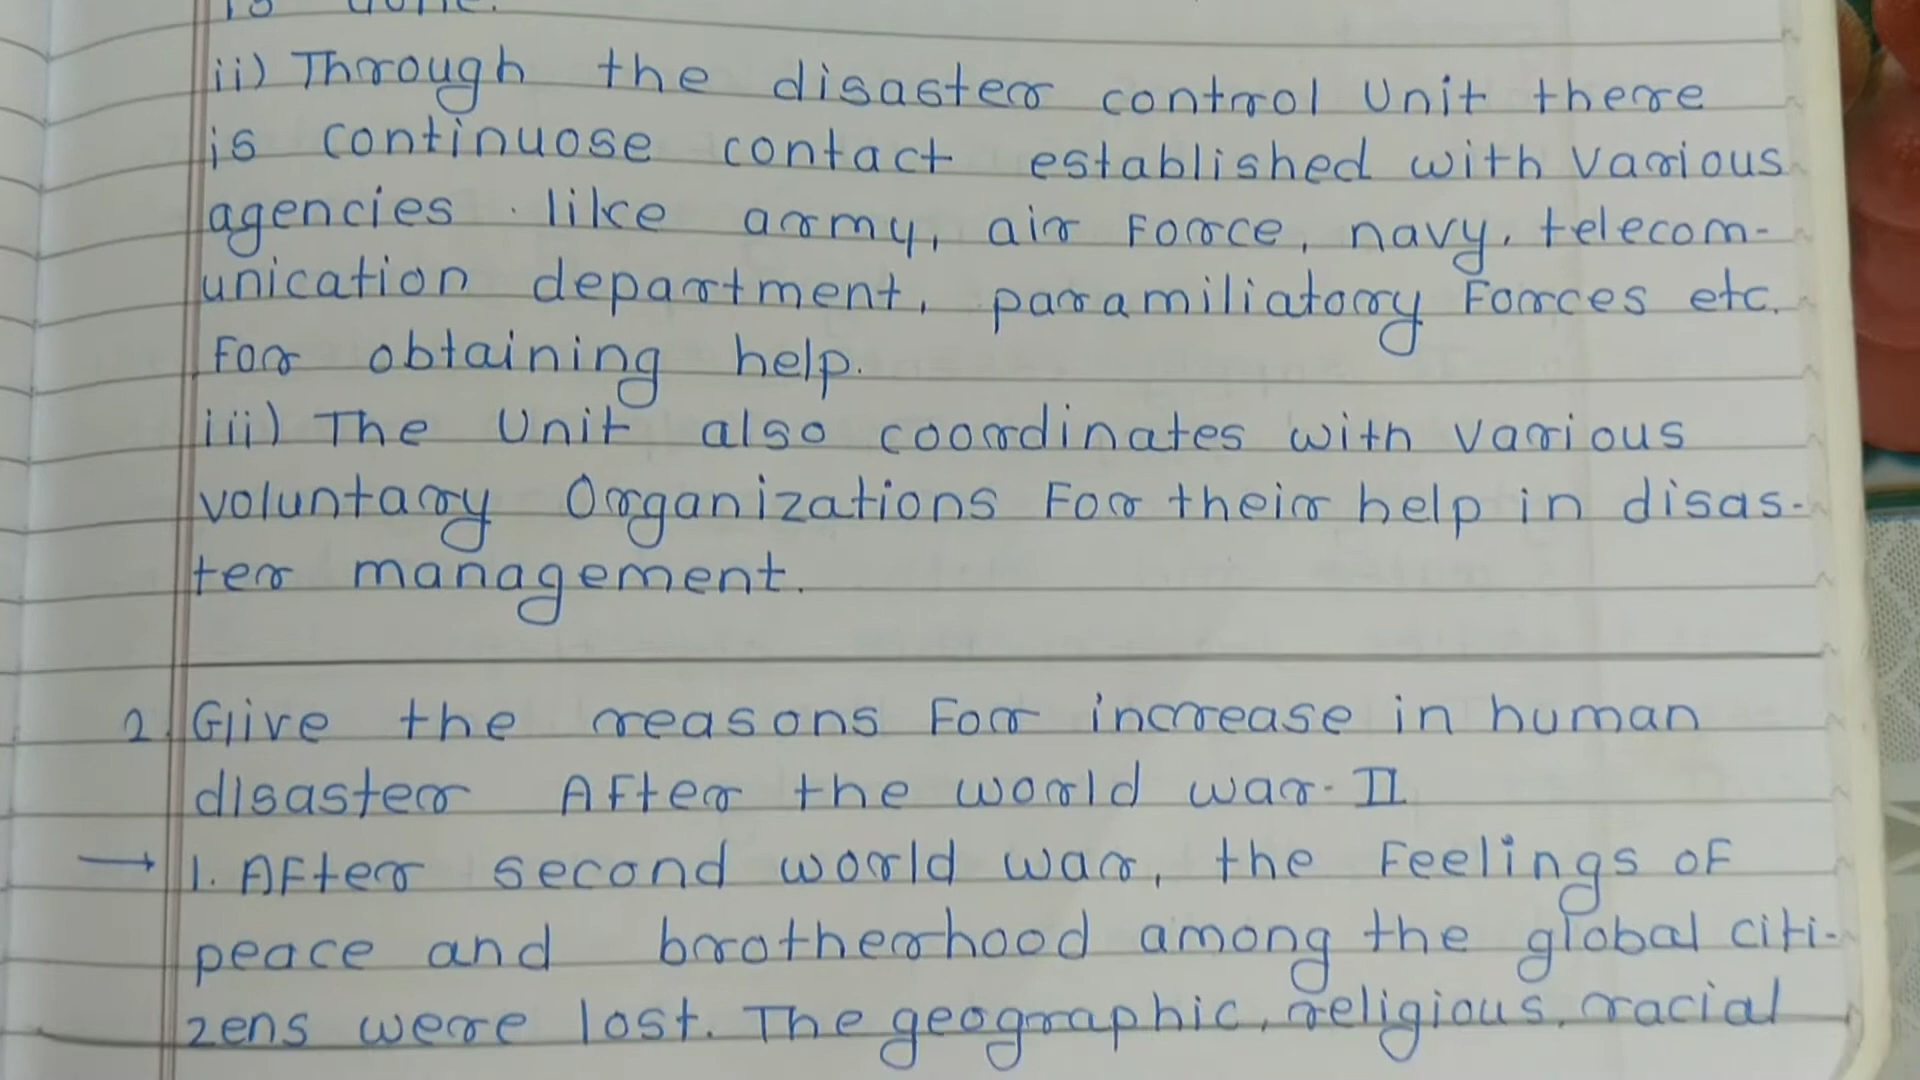 ii) Through the disaster control Unit there
is continuose contact established with various
agencies like army, air Force, navy, telecom-
unication department, paramiliatory Forces etc.
For obtaining help.
iii) The Unit also coordinates with various
voluntary Organizations For their help in disas-
ter management.
2. Give the reasons For increase in human
disaster After the world war-II
→ 1. After second world war, the Feelings of
peace and brotherhood among the global citi-
zens were lost. The geographic, religious, racial